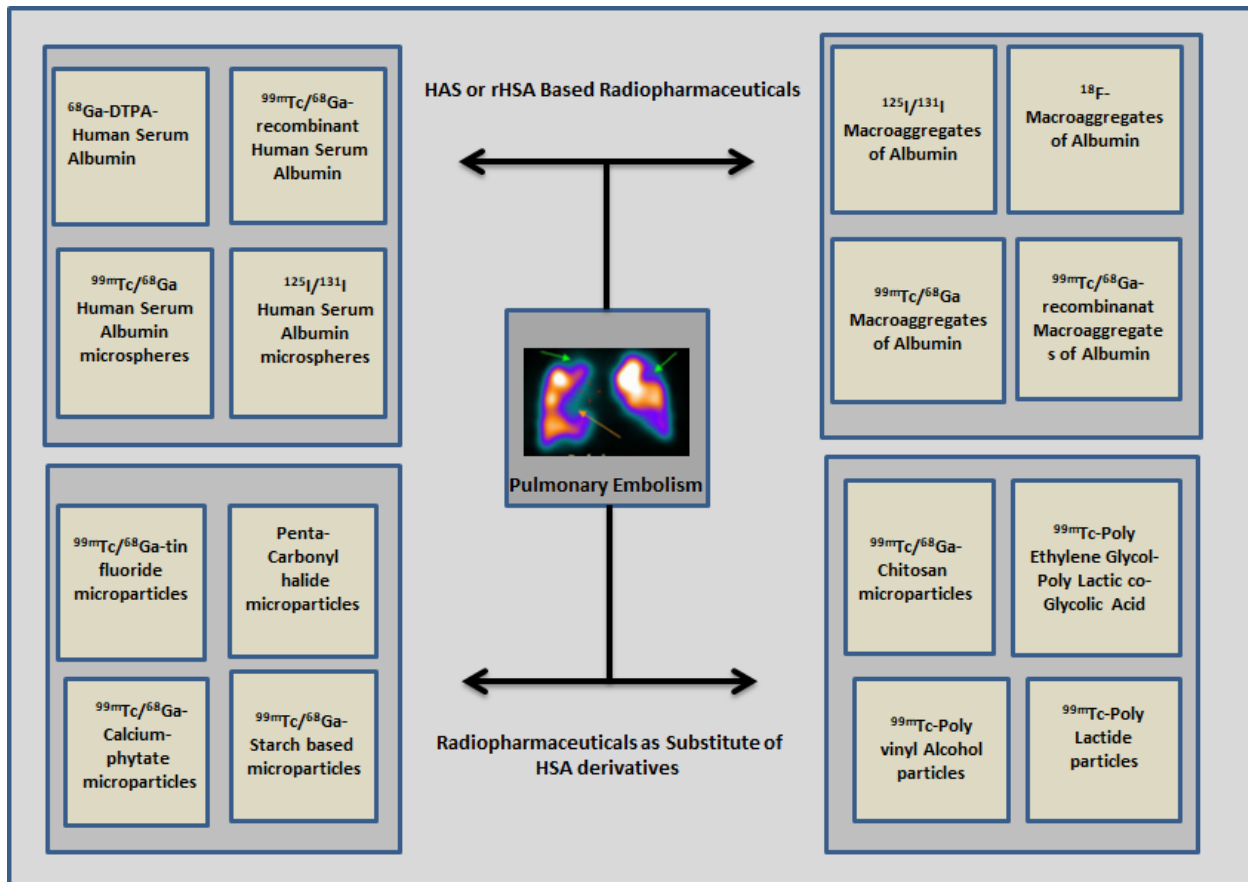 HAS or rHSA Based Radiopharmaceuticals
⁶⁸Ga-DTPA-
Human Serum
Albumin
⁹⁹ᵐTc/⁶⁸Ga-
recombinant
Human Serum
Albumin
⁹⁹ᵐTc/⁶⁸Ga
Human Serum
Albumin
microspheres
¹²⁵I/¹³¹I
Human Serum
Albumin
microspheres
¹²⁵I/¹³¹I
Macroaggregates
of Albumin
¹⁸F-
Macroaggregates
of Albumin
⁹⁹ᵐTc/⁶⁸Ga
Macroaggregates
of Albumin
⁹⁹ᵐTc/⁶⁸Ga-
recombinanat
Macroaggregate
s of Albumin
Pulmonary Embolism
⁹⁹ᵐTc/⁶⁸Ga-tin
fluoride
microparticles
Penta-
Carbonyl
halide
microparticles
⁹⁹ᵐTc/⁶⁸Ga-
Calcium-
phytate
microparticles
⁹⁹ᵐTc/⁶⁸Ga-
Starch based
microparticles
⁹⁹ᵐTc/⁶⁸Ga-
Chitosan
microparticles
⁹⁹ᵐTc-Poly
Ethylene Glycol-
Poly Lactic co-
Glycolic Acid
⁹⁹ᵐTc-Poly
vinyl Alcohol
particles
⁹⁹ᵐTc-Poly
Lactide
particles
Radiopharmaceuticals as Substitute of
HSA derivatives